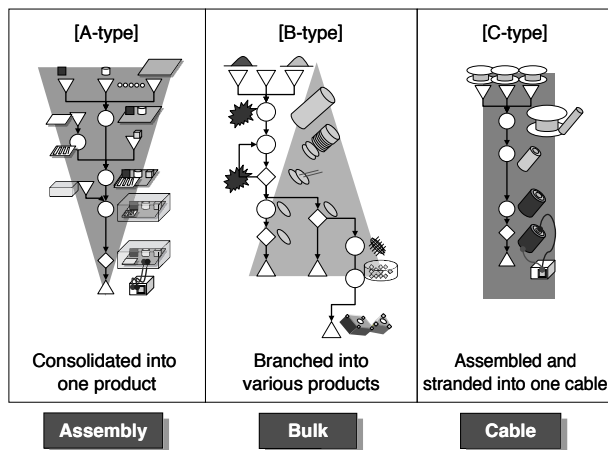 [A-type]
[B-type]
[C-type]
Consolidated into
one product
Branched into
various products
Assembled and
stranded into one cable
Assembly
Bulk
Cable